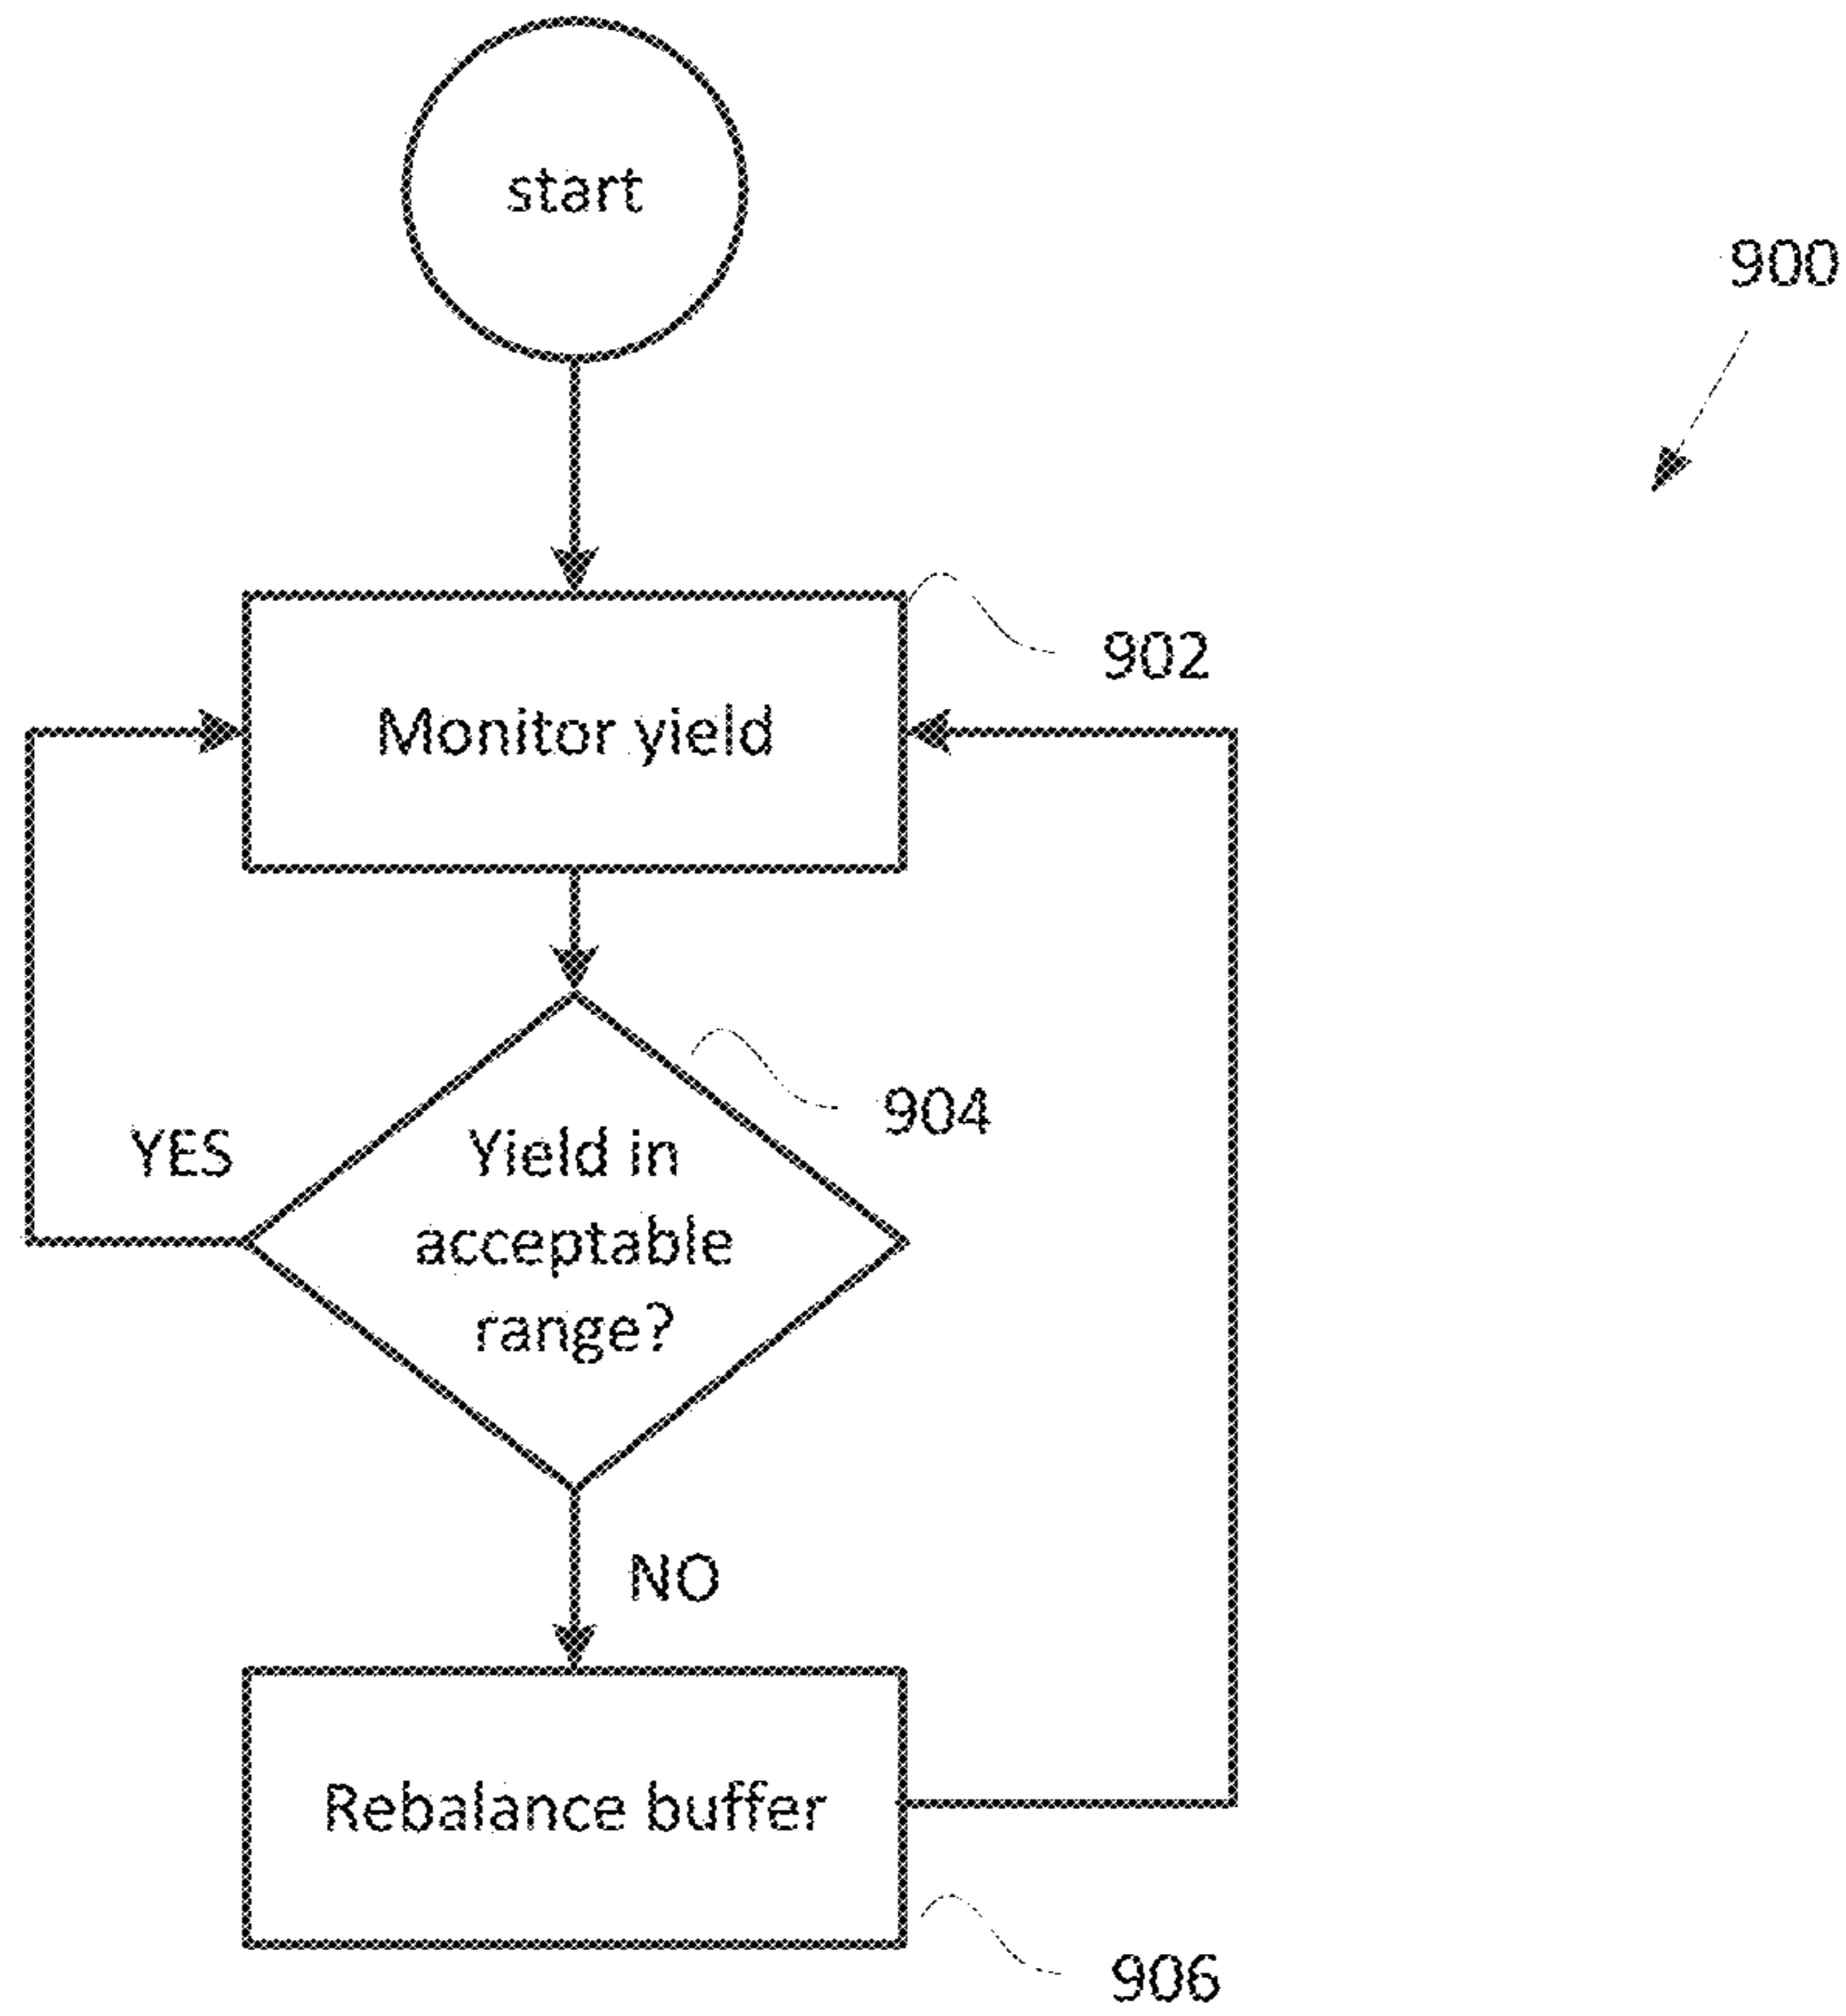 start
900
902
Monitor yield
904
YES
Yield in
acceptable
range?
NO
Rebalance buffer
906